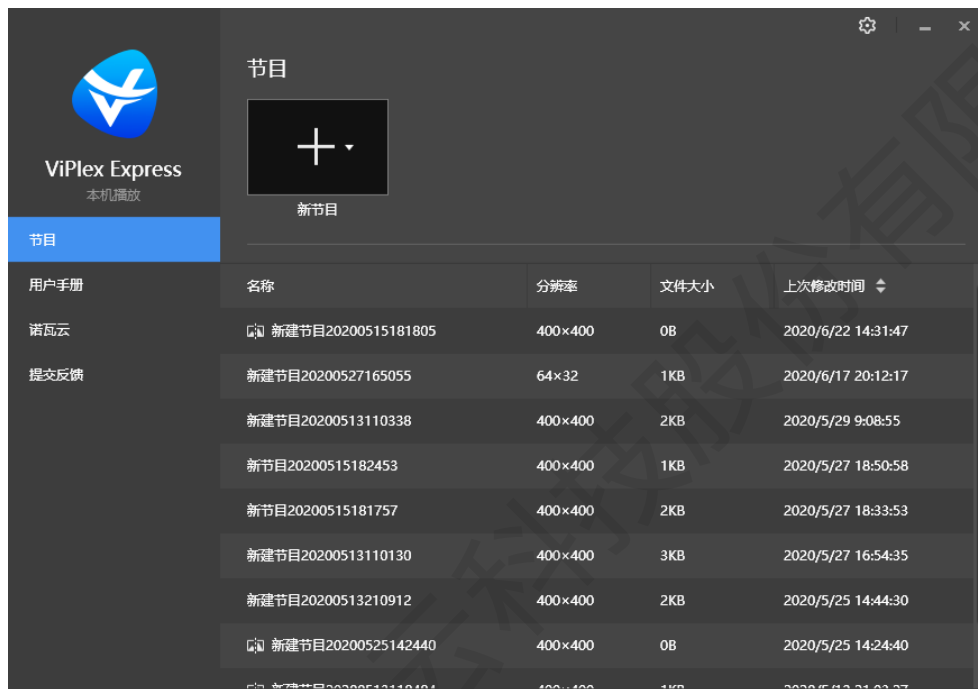 节目
ViPlex Express
本机播放
新节目
节目
用户手册
诺瓦云
提交反馈
名称 分辨率 文件大小 上次修改时间
新建节目20200515181805 400×400 0B 2020/6/22 14:31:47
新建节目20200527165055 64×32 1KB 2020/6/17 20:12:17
新建节目20200513110338 400×400 2KB 2020/5/29 9:08:55
新节目20200515182453 400×400 1KB 2020/5/27 18:50:58
新节目20200515181757 400×400 2KB 2020/5/27 18:33:53
新建节目20200513110130 400×400 3KB 2020/5/27 16:54:35
新建节目20200513210912 400×400 2KB 2020/5/25 14:44:30
新建节目20200525142440 400×400 0B 2020/5/25 14:24:40
云科技股份有限